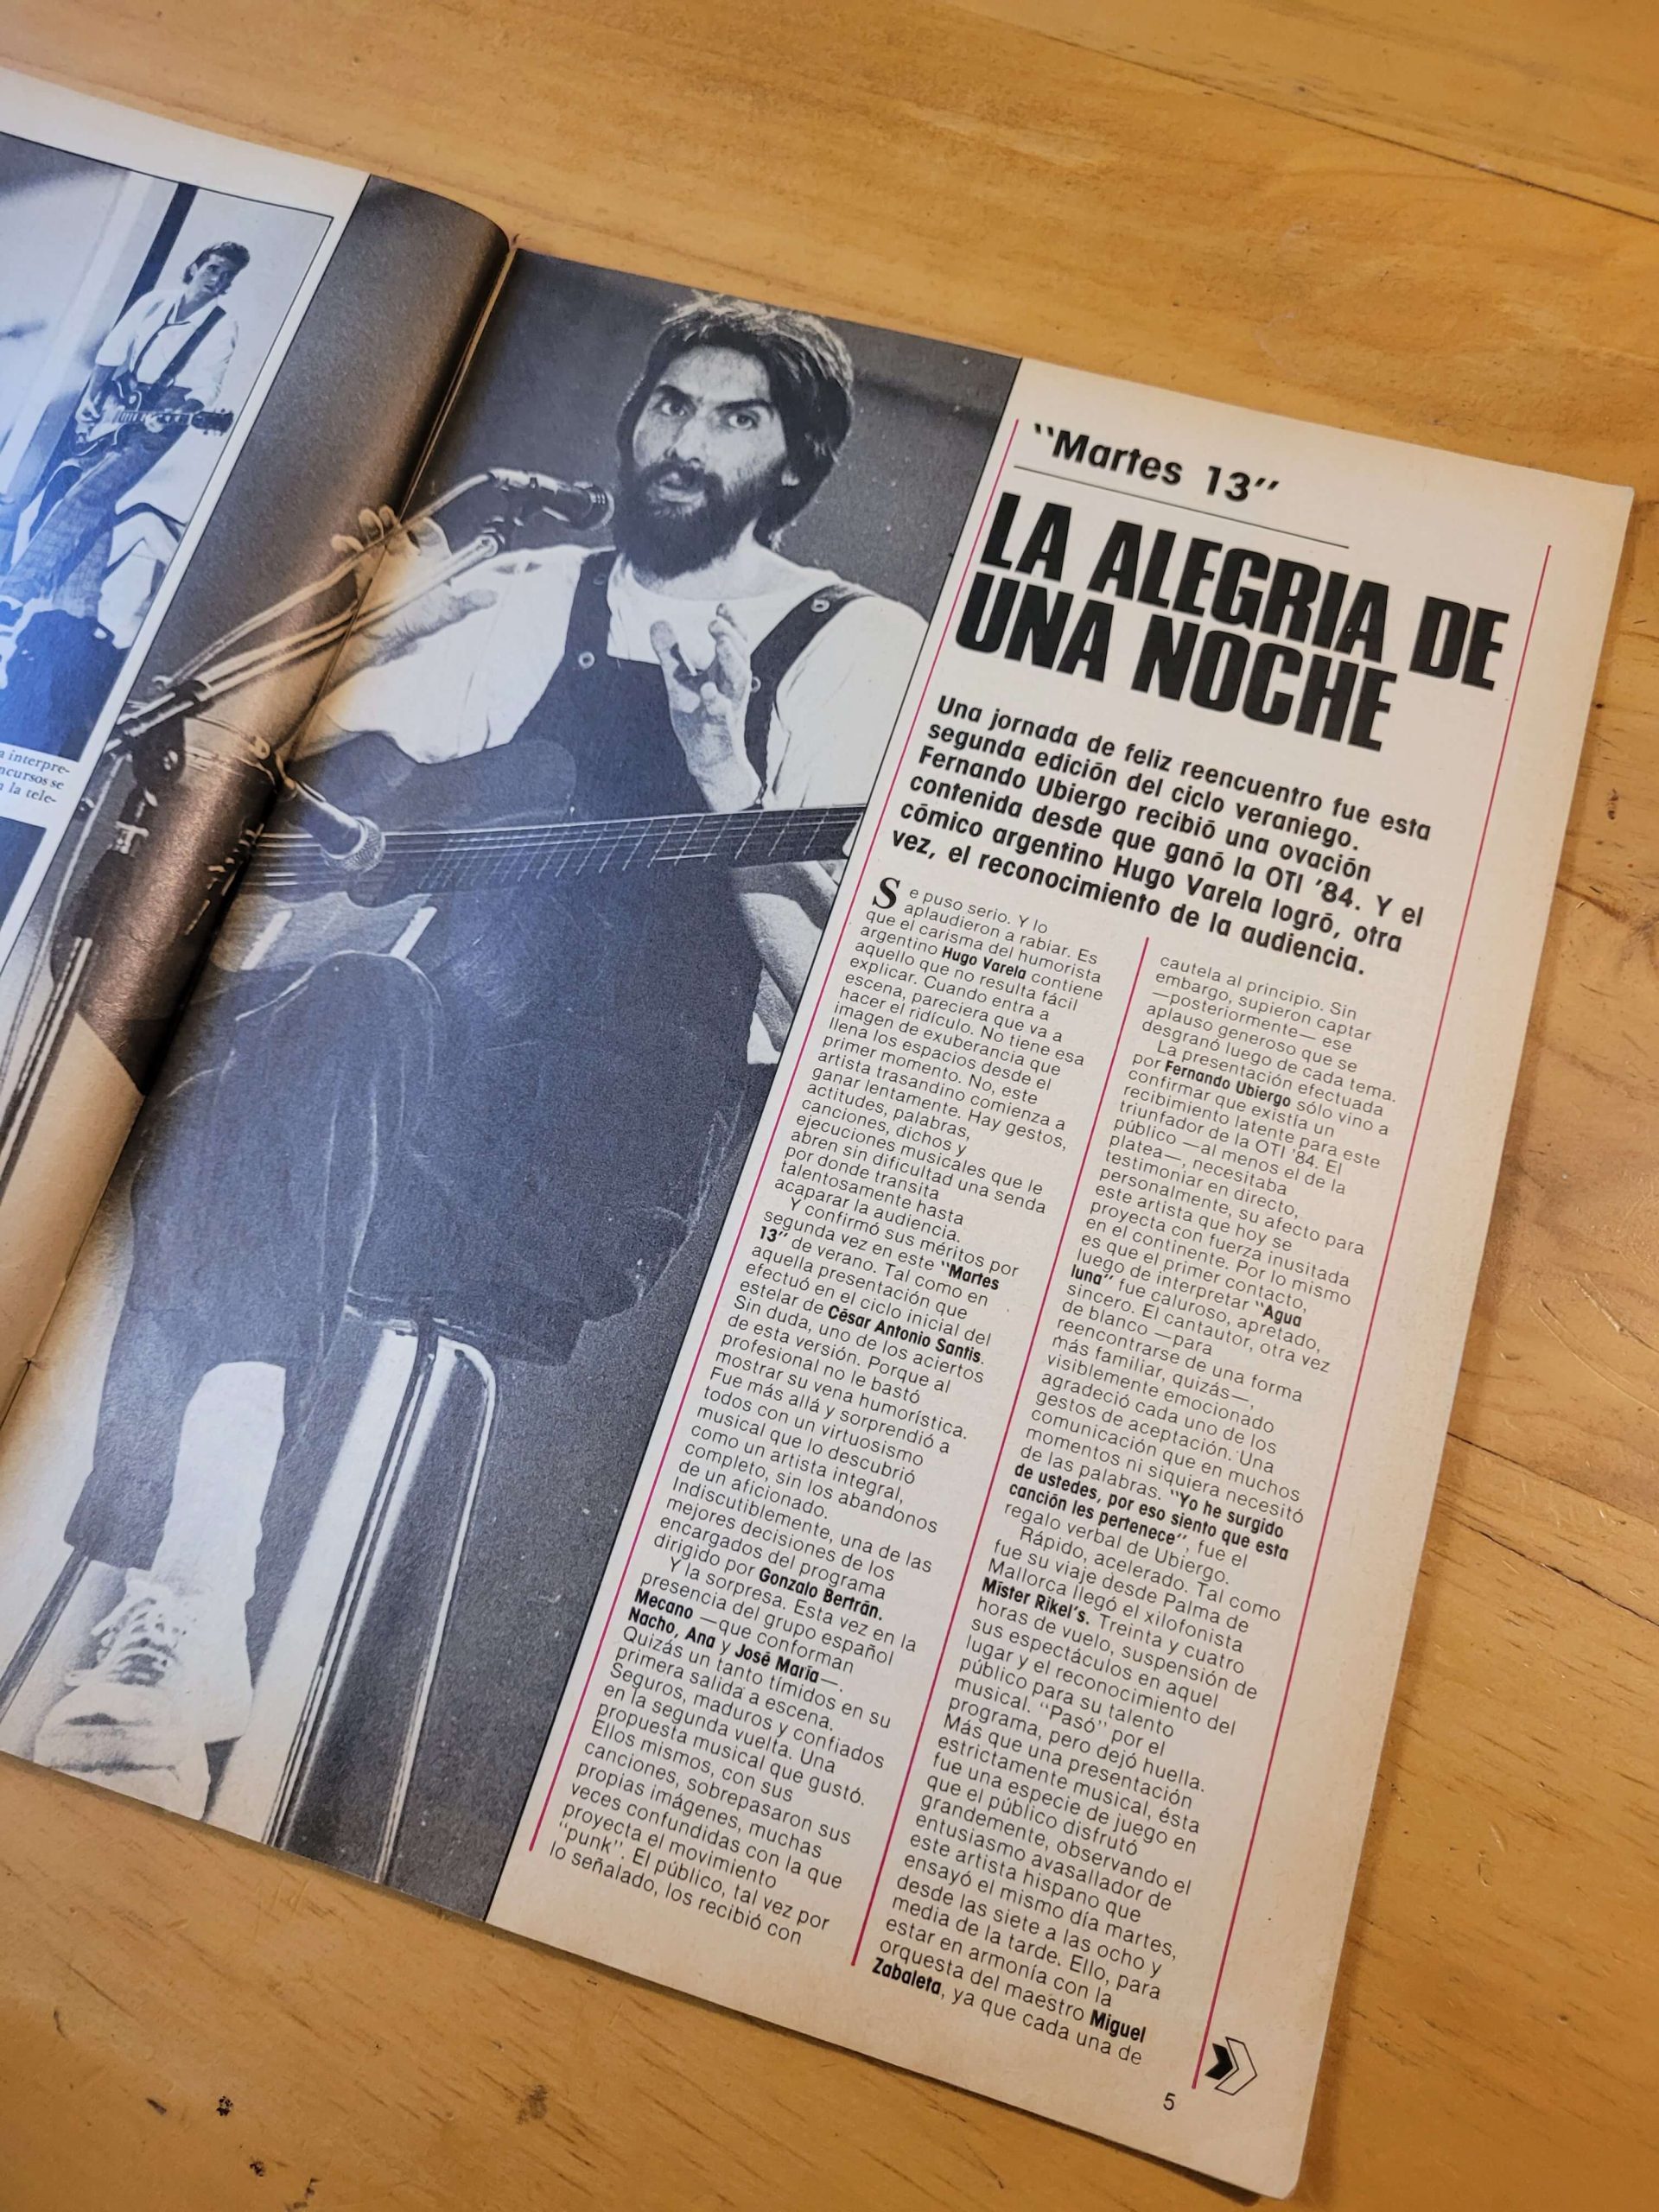 a interpre-
ncursos se
n la tele-
“Martes 13”
LA ALEGRIA DE
UNA NOCHE
Una jornada de feliz reencuentro fue esta
segunda edición del ciclo veraniego.
Fernando Ubiergo recibió una ovación
contenida desde que ganó la OTI '84. Y el
cómico argentino Hugo Varela logró, otra
vez, el reconocimiento de la audiencia.
Se puso serio. Y lo
aplaudieron a rabiar. Es
que el carisma del humorista
argentino Hugo Varela contiene
aquello que no resulta fácil
explicar. Cuando entra a
escena, pareciera que va a
hacer el ridículo. No tiene esa
imagen de exuberancia que
llena los espacios desde el
primer momento. No, este
artista trasandino comienza a
ganar lentamente. Hay gestos,
actitudes, palabras,
canciones, dichos y
ejecuciones musicales que le
abren sin dificultad una senda
por donde transita
talentosamente hasta
acaparar la audiencia.
Y confirmó sus méritos por
segunda vez en este “Martes
13” de verano. Tal como en
aquella presentación que
efectuó en el ciclo inicial del
estelar de César Antonio Santis.
Sin duda, uno de los aciertos
de esta versión. Porque al
profesional no le bastó
mostrar su vena humorística.
Fue más allá y sorprendió a
todos con un virtuosismo
musical que lo descubrió
como un artista integral,
completo, sin los abandonos
de un aficionado.
Indiscutiblemente, una de las
mejores decisiones de los
encargados del programa
dirigido por Gonzalo Bertrán.
Y la sorpresa. Esta vez en la
presencia del grupo español
Mecano —que conforman
Nacho, Ana y José María—.
Quizás un tanto tímidos en su
primera salida a escena.
Seguros, maduros y confiados
en la segunda vuelta. Una
propuesta musical que gustó.
Ellos mismos, con sus
canciones, sobrepasaron sus
propias imágenes, muchas
veces confundidas con la que
proyecta el movimiento
“punk”. El público, tal vez por
lo señalado, los recibió con
cautela al principio. Sin
embargo, supieron captar
—posteriormente— ese
aplauso generoso que se
desgranó luego de cada tema.
La presentación efectuada
por Fernando Ubiergo sólo vino a
confirmar que existía un
recibimiento latente para este
triunfador de la OTI '84. El
público —al menos el de la
platea—, necesitaba
testimoniar en directo,
personalmente, su afecto para
este artista que hoy se
proyecta con fuerza inusitada
en el continente. Por lo mismo
es que el primer contacto,
luego de interpretar “Agua
luna” fue caluroso, apretado,
sincero. El cantautor, otra vez
de blanco —para
reencontrarse de una forma
más familiar, quizás—,
visiblemente emocionado
agradeció cada uno de los
gestos de aceptación. Una
comunicación que en muchos
momentos ni siquiera necesitó
de las palabras. “Yo he surgido
de ustedes, por eso siento que esta
canción les pertenece”, fue el
regalo verbal de Ubiergo.
Rápido, acelerado. Tal como
fue su viaje desde Palma de
Mallorca llegó el xilofonista
Míster Rikel's. Treinta y cuatro
horas de vuelo, suspensión de
sus espectáculos en aquel
lugar y el reconocimiento del
público para su talento
musical. “Pasó” por el
programa, pero dejó huella.
Más que una presentación
estrictamente musical, ésta
fue una especie de juego en
que el público disfrutó
grandemente, observando el
entusiasmo avasallador de
este artista hispano que
ensayó el mismo día martes,
desde las siete a las ocho y
media de la tarde. Ello, para
estar en armonía con la
orquesta del maestro Miguel
Zabaleta, ya que cada una de
5